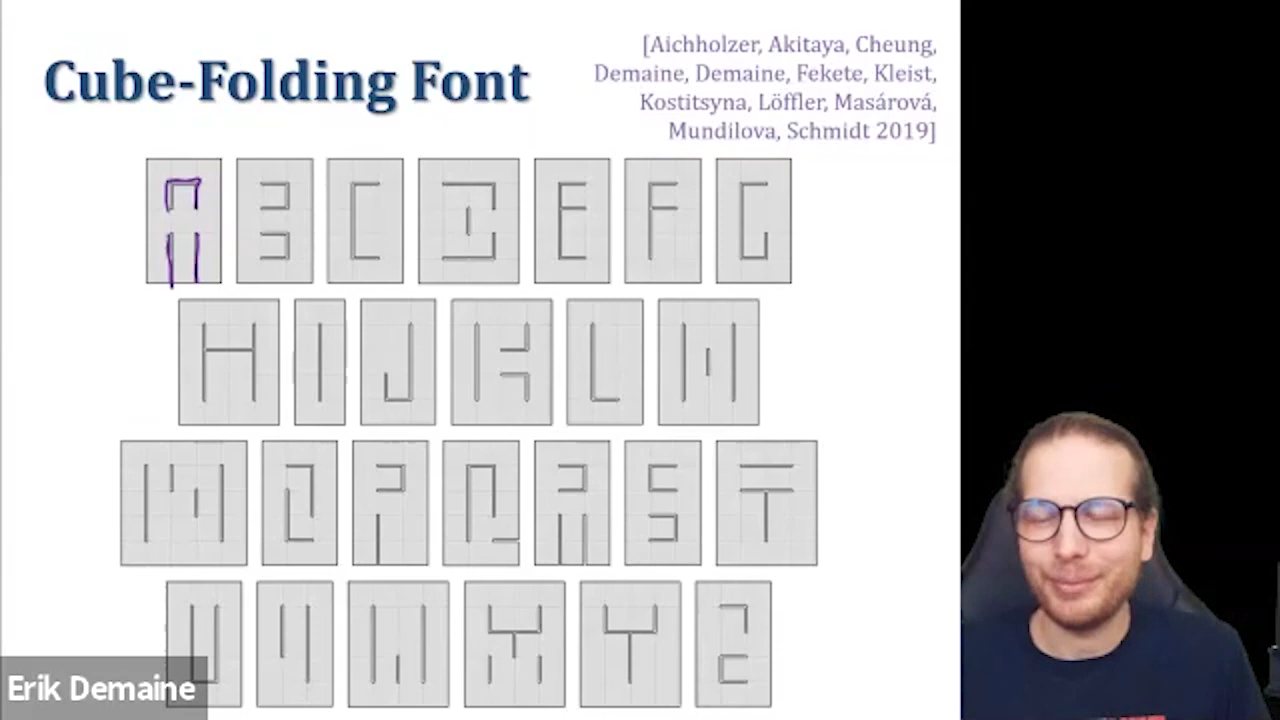 Cube-Folding Font
[Aichholzer, Akitaya, Cheung,
Demaine, Demaine, Fekete, Kleist,
Kostitsyna, Löffler, Masárová,
Mundilova, Schmidt 2019]
A B C D E F G
H I J K L M
N O P Q R S T
U V W X Y Z
Erik Demaine